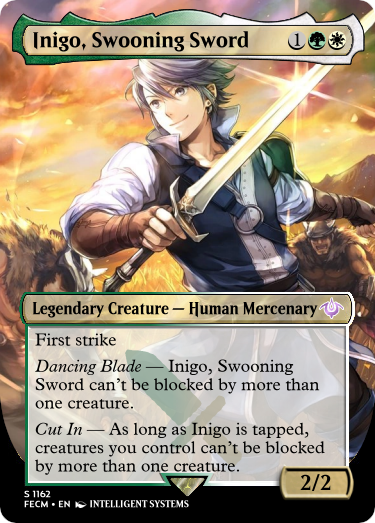 Inigo, Swooning Sword 1
Legendary Creature — Human Mercenary
First strike
Dancing Blade — Inigo, Swooning
Sword can't be blocked by more than
one creature.
Cut In — As long as Inigo is tapped,
creatures you control can't be blocked
by more than one creature.
2/2
S 1162
FECM • EN INTELLIGENT SYSTEMS